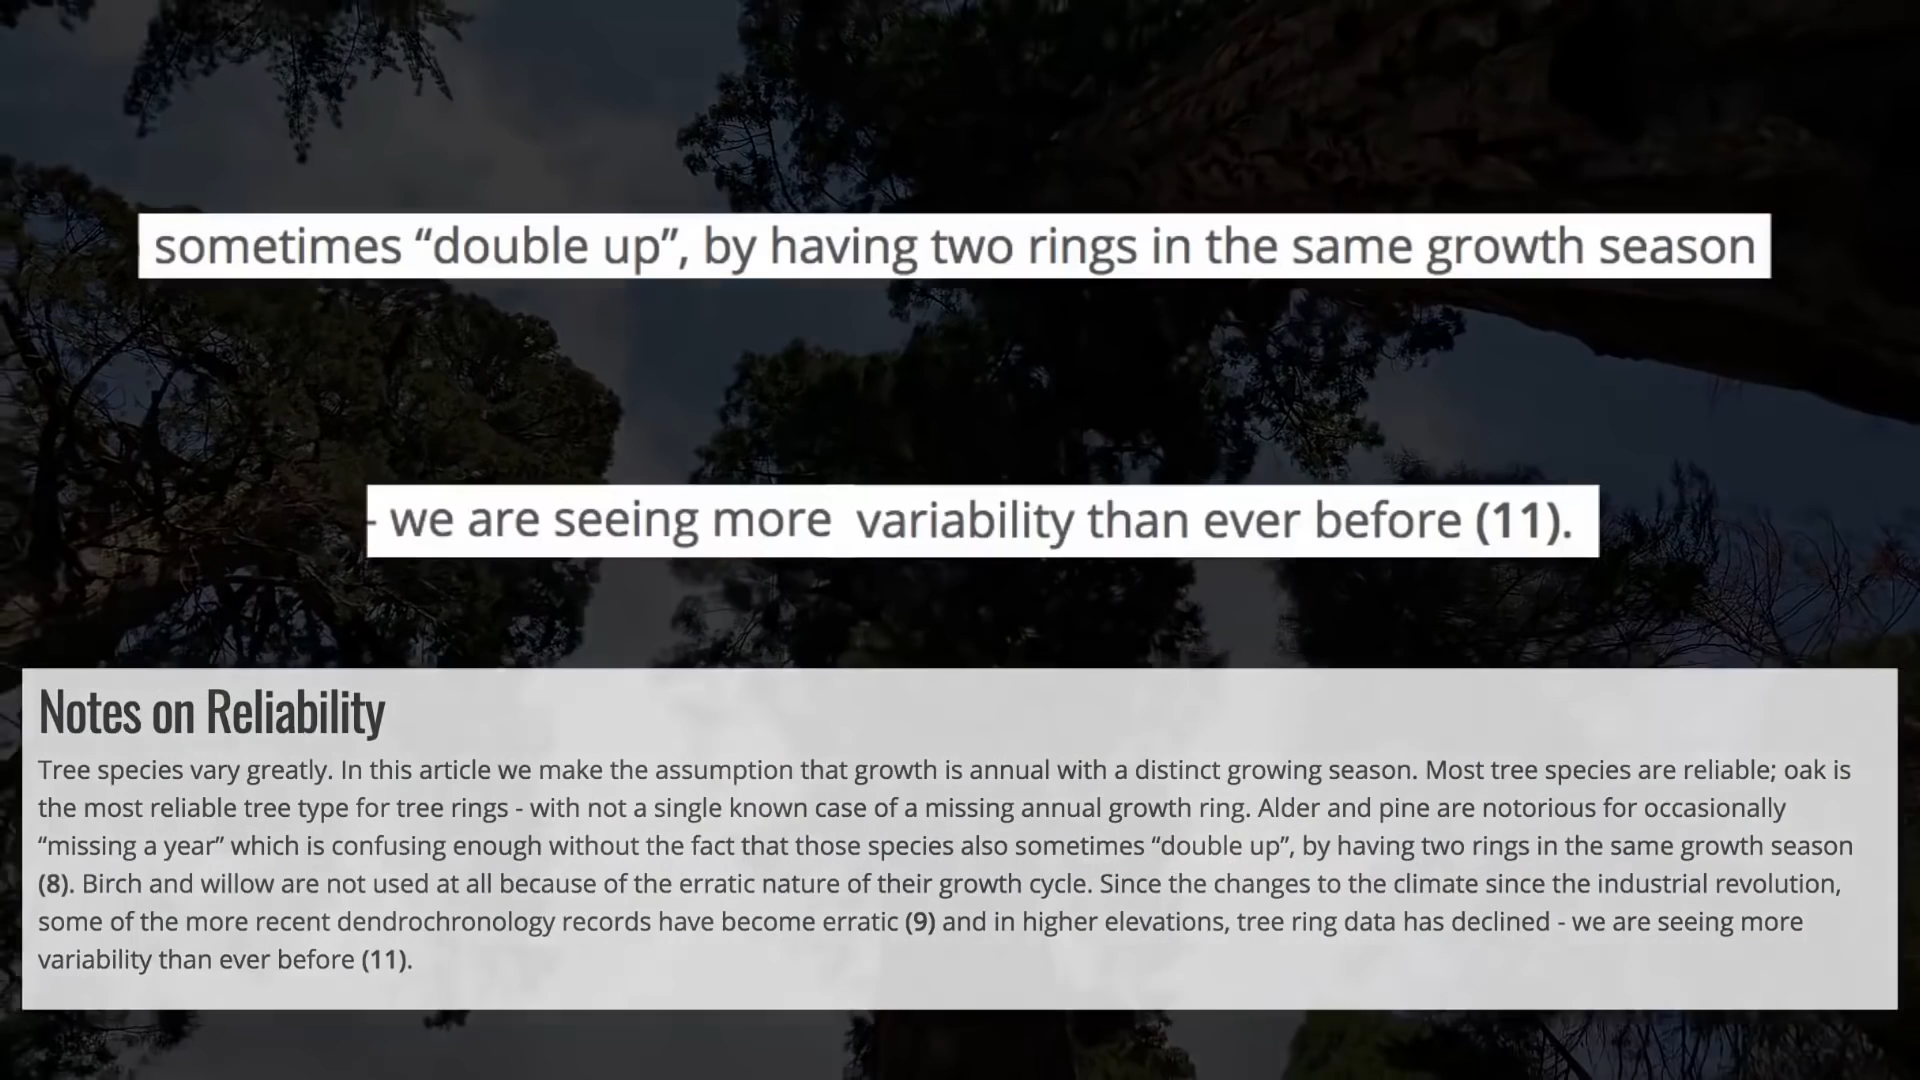 sometimes “double up”, by having two rings in the same growth season
- we are seeing more variability than ever before (11).
Notes on Reliability
Tree species vary greatly. In this article we make the assumption that growth is annual with a distinct growing season. Most tree species are reliable; oak is
the most reliable tree type for tree rings - with not a single known case of a missing annual growth ring. Alder and pine are notorious for occasionally
“missing a year” which is confusing enough without the fact that those species also sometimes “double up”, by having two rings in the same growth season
(8). Birch and willow are not used at all because of the erratic nature of their growth cycle. Since the changes to the climate since the industrial revolution,
some of the more recent dendrochronology records have become erratic (9) and in higher elevations, tree ring data has declined - we are seeing more
variability than ever before (11).